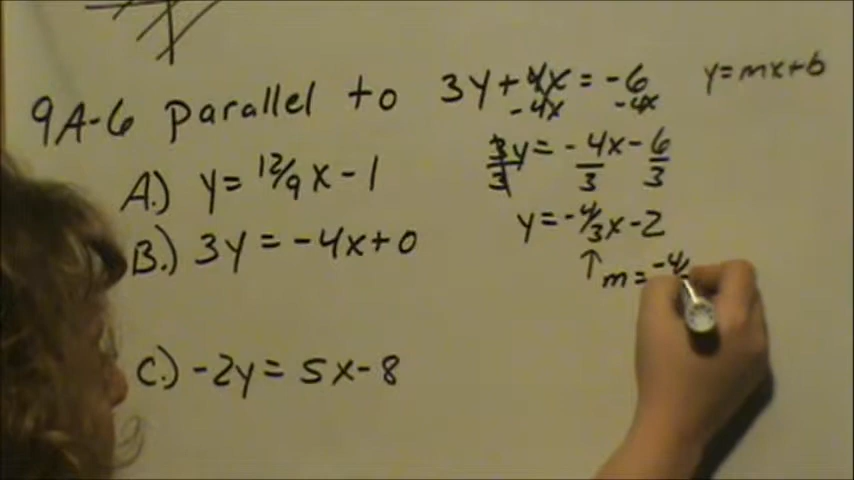 9A-6 parallel to 3y+4x=-6 y=mx+b
-4x -4x
3y = -4x-6
3 3 3
A.) y= 12/9 x - 1
y=-4/3x-2
B.) 3y = -4x+0
↑ m = -4/
C.) -2y= 5x-8